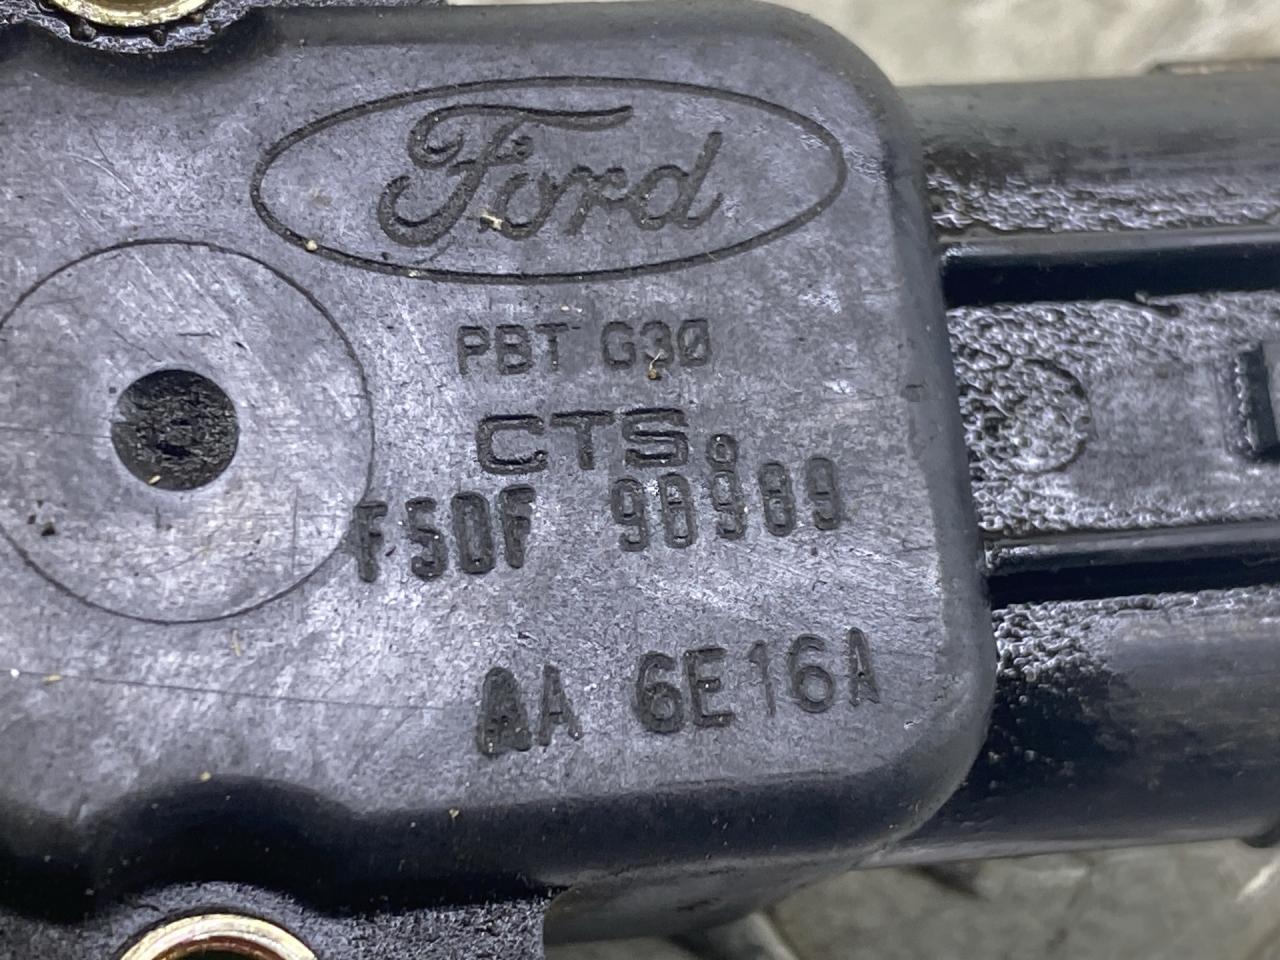 Ford
PBT G30
CTS
F50F 9B989
AA 6E16A